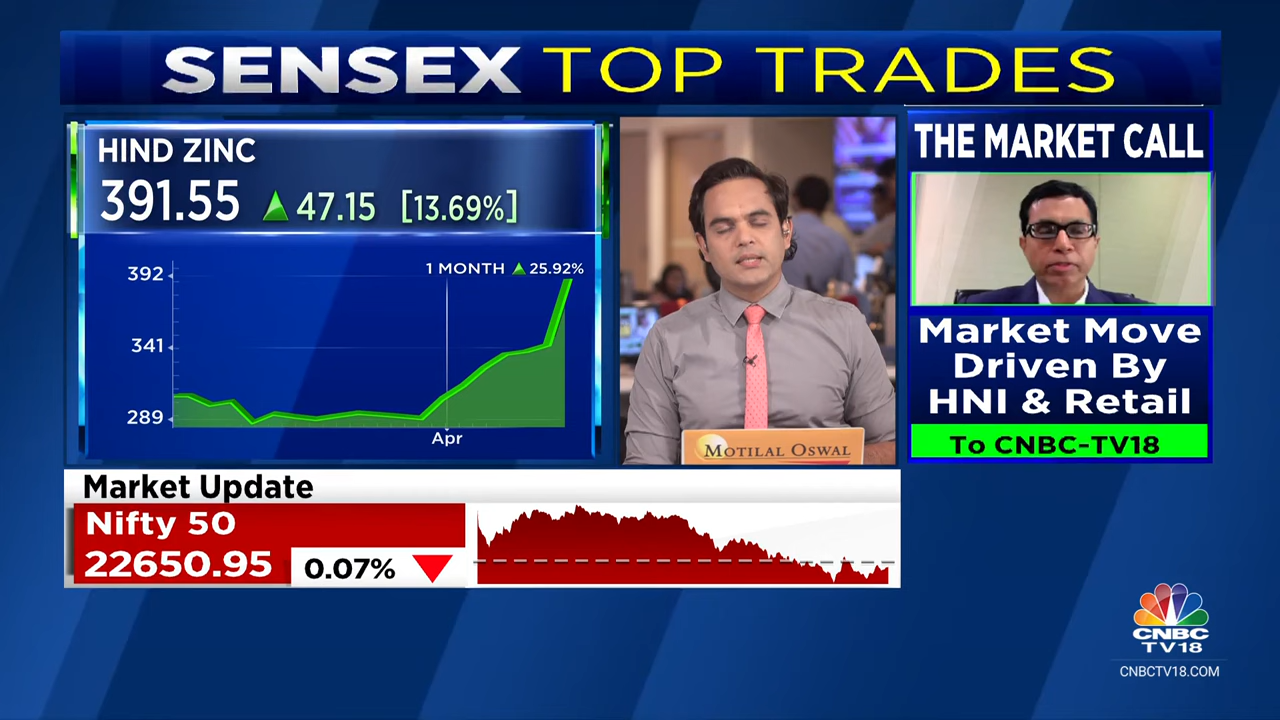 SENSEX TOP TRADES
HIND ZINC
391.55 ▲ 47.15 [13.69%]
1 MONTH ▲ 25.92%
392
341
289
Apr
MOTILAL OSWAL
THE MARKET CALL
Market Move
Driven By
HNI & Retail
To CNBC-TV18
Market Update
Nifty 50
22650.95 0.07% ▼
CNBC
TV18
CNBCTV18.COM